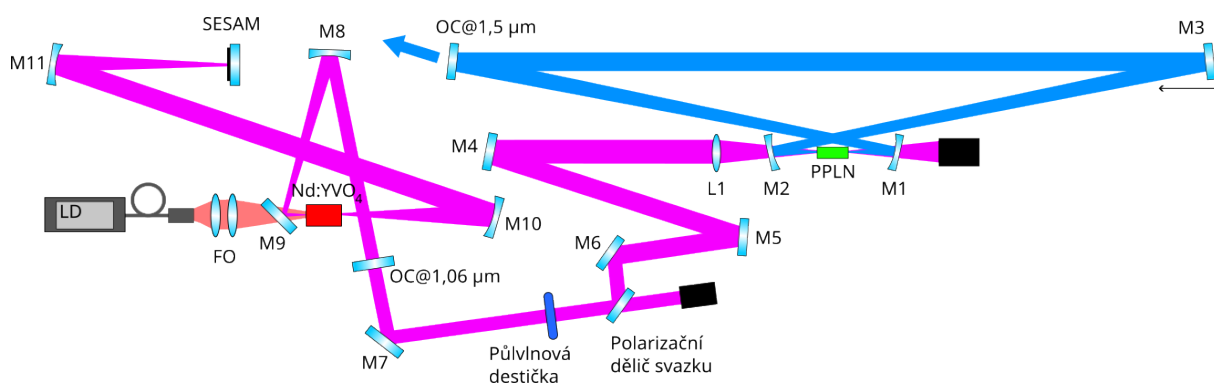 SESAM
M8
OC@1,5 µm
M3
M11
M4
L1
M2
PPLN
M1
LD
Nd:YVO4
M10
FO
M9
M6
M5
OC@1,06 µm
M7
Půlvlnová
destička
Polarizační
dělič svazku